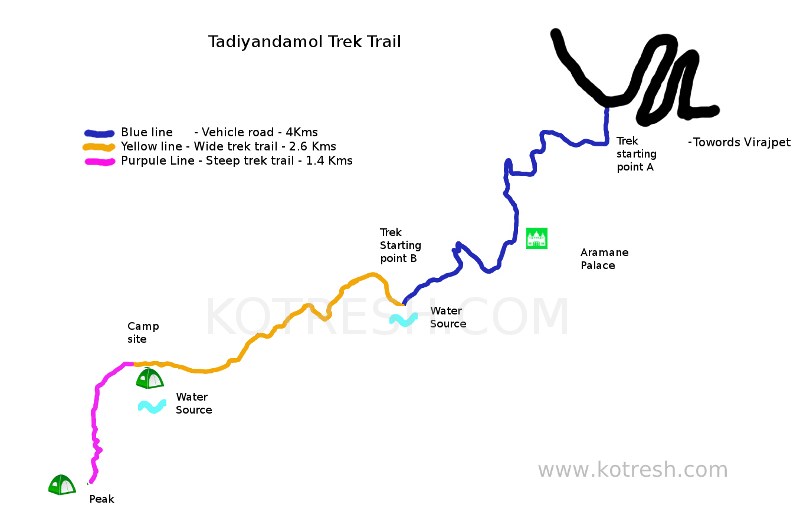 Tadiyandamol Trek Trail
Blue line - Vehicle road - 4Kms
Yellow line - Wide trek trail - 2.6 Kms
Purpule Line - Steep trek trail - 1.4 Kms
Trek
starting
point A
-Towords Virajpet
Trek
Starting
point B
Aramane
Palace
KOTRESH.COM
Water
Source
Camp
site
Water
Source
www.kotresh.com
Peak